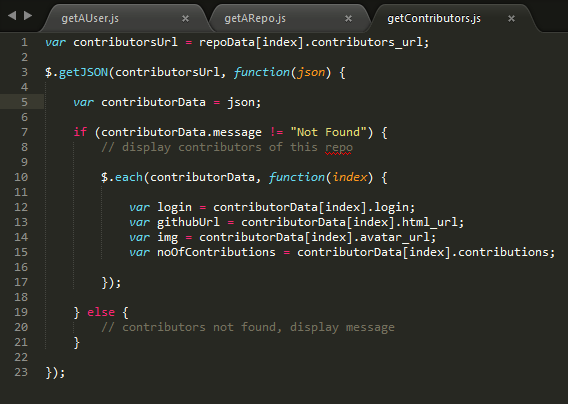 getAUser.js × getARepo.js × getContributors.js ×
1 var contributorsUrl = repoData[index].contributors_url;
2
3 $.getJSON(contributorsUrl, function(json) {
4
5     var contributorData = json;
6
7     if (contributorData.message != "Not Found") {
8         // display contributors of this repo
9
10         $.each(contributorData, function(index) {
11
12             var login = contributorData[index].login;
13             var githubUrl = contributorData[index].html_url;
14             var img = contributorData[index].avatar_url;
15             var noOfContributions = contributorData[index].contributions;
16
17         });
18
19     } else {
20         // contributors not found, display message
21     }
22
23 });